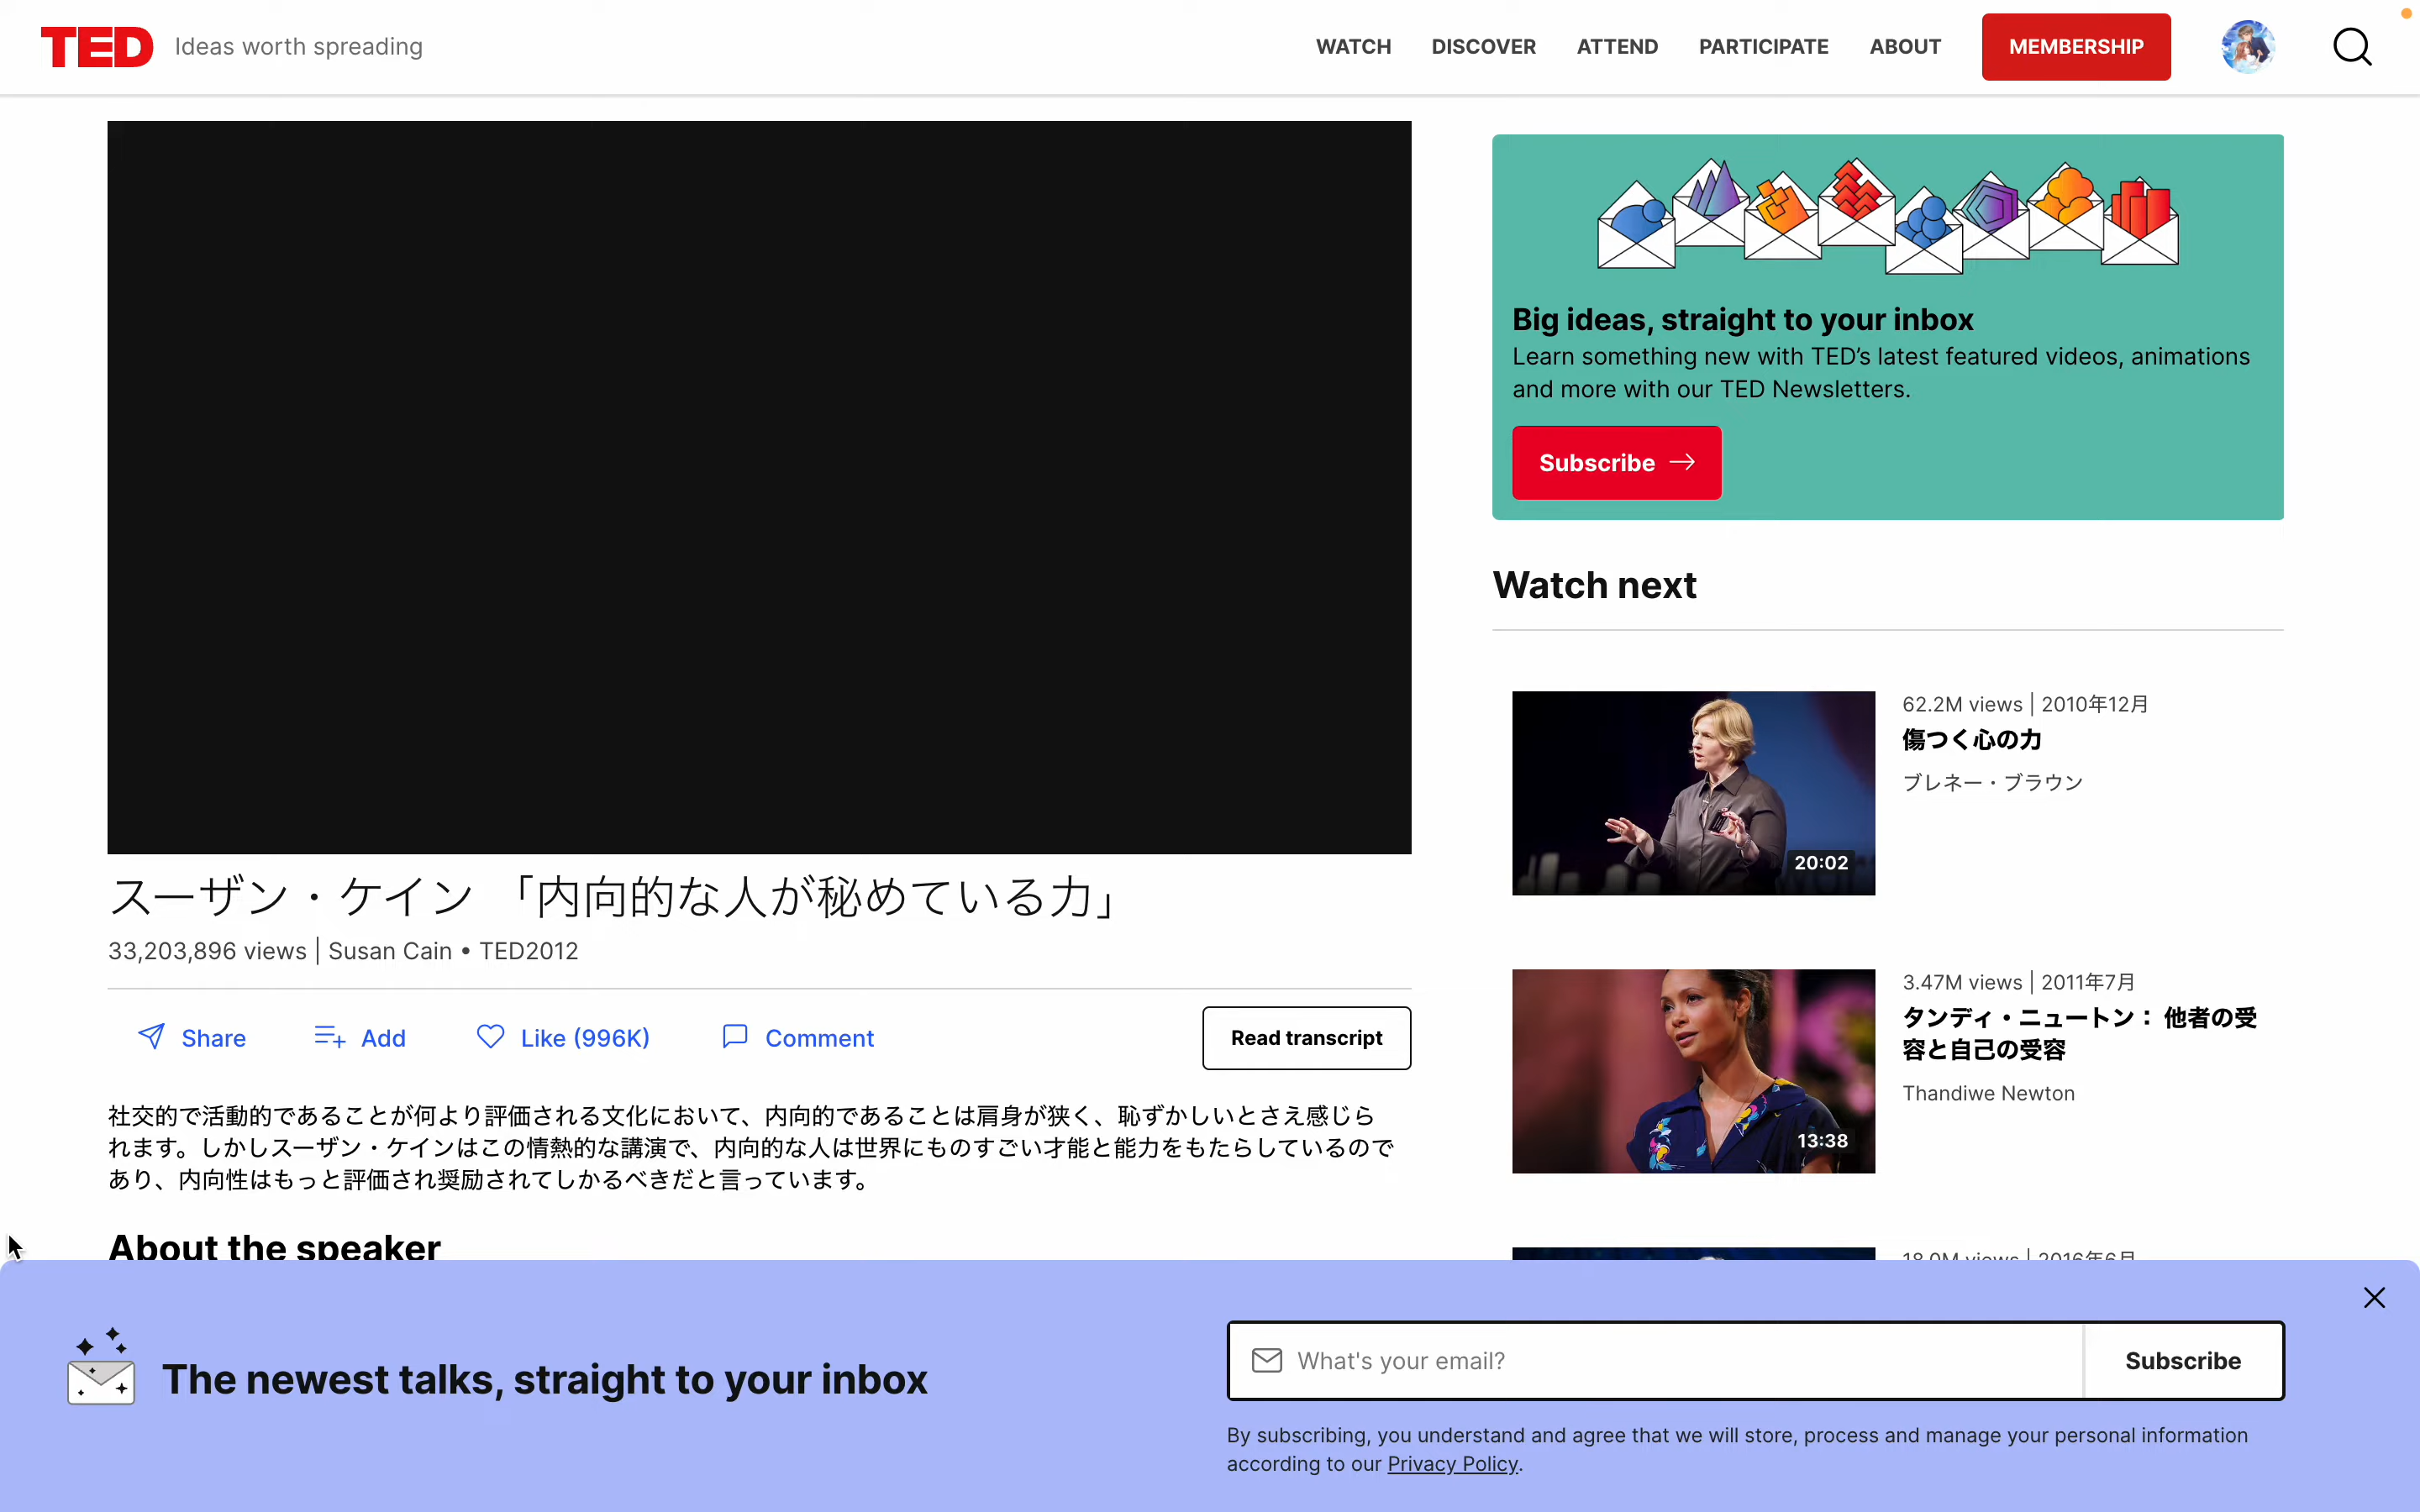 TED Ideas worth spreading
WATCH DISCOVER ATTEND PARTICIPATE ABOUT MEMBERSHIP
スーザン・ケイン 「内向的な人が秘めている力」
33,203,896 views | Susan Cain • TED2012
Share Add Like (996K) Comment Read transcript
社交的で活動的であることが何より評価される文化において、内向的であることは肩身が狭く、恥ずかしいとさえ感じら
れます。しかしスーザン・ケインはこの情熱的な講演で、内向的な人は世界にものすごい才能と能力をもたらしているので
あり、内向性はもっと評価され奨励されてしかるべきだと言っています。
About the speaker
Big ideas, straight to your inbox
Learn something new with TED’s latest featured videos, animations
and more with our TED Newsletters.
Subscribe
Watch next
20:02
62.2M views | 2010年12月
傷つく心の力
ブレネー・ブラウン
13:38
3.47M views | 2011年7月
タンディ・ニュートン： 他者の受
容と自己の受容
Thandiwe Newton
18.0M views | 2016年6月
The newest talks, straight to your inbox
What's your email?
Subscribe
By subscribing, you understand and agree that we will store, process and manage your personal information
according to our Privacy Policy.